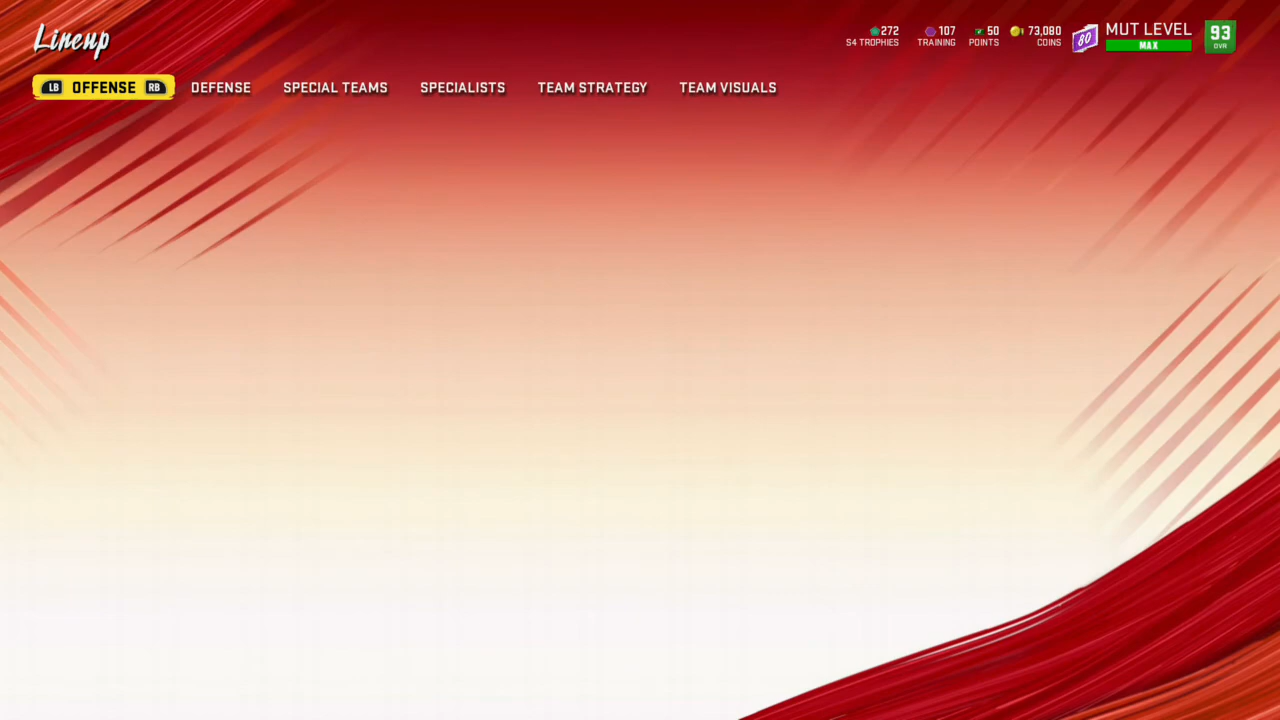 Lineup
272
S4 TROPHIES
107
TRAINING
50
POINTS
73,080
COINS
80
MUT LEVEL
MAX
93
OVR
LB OFFENSE RB DEFENSE SPECIAL TEAMS SPECIALISTS TEAM STRATEGY TEAM VISUALS